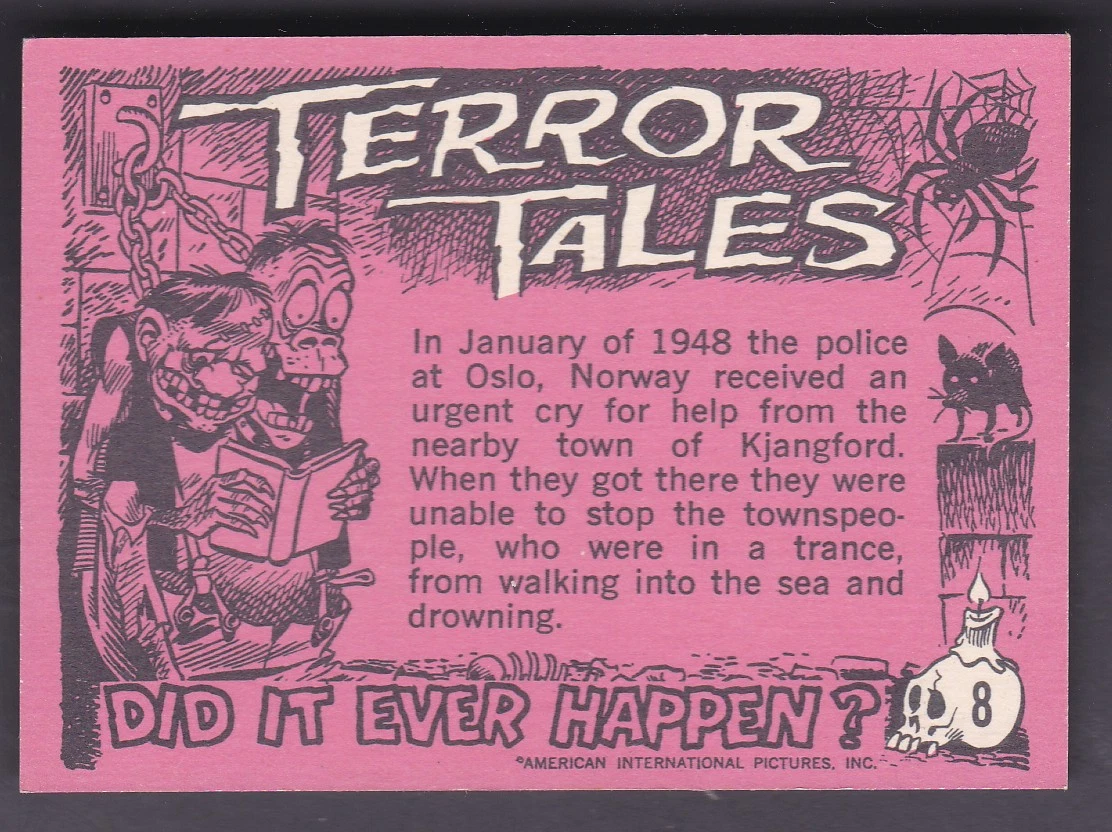 TERROR
TALES
In January of 1948 the police
at Oslo, Norway received an
urgent cry for help from the
nearby town of Kjangford.
When they got there they were
unable to stop the townspeo-
ple, who were in a trance,
from walking into the sea and
drowning.
DID IT EVER HAPPEN?
8
©AMERICAN INTERNATIONAL PICTURES, INC.